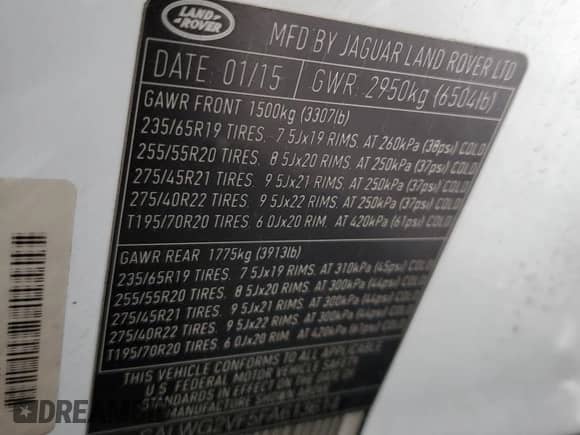 LAND
ROVER
MFD BY JAGUAR LAND ROVER LTD
DATE: 01/15
GWR: 2950kg (6504lb)
GAWR FRONT 1500kg (3307lb)
235/65R19 TIRES. 7 5Jx19 RIMS. AT 260kPa (38psi) COLD
255/55R20 TIRES. 8 5Jx20 RIMS. AT 250kPa (37psi) COLD
275/45R21 TIRES. 9 5Jx21 RIMS. AT 250kPa (37psi) COLD
275/40R22 TIRES. 9 5Jx22 RIMS. AT 250kPa (37psi) COLD
T195/70R20 TIRES. 6 0Jx20 RIM. AT 420kPa (61psi) COLD
GAWR REAR 1775kg (3913lb)
235/65R19 TIRES. 7 5Jx19 RIMS. AT 310kPa (45psi) COLD
255/55R20 TIRES. 8 5Jx20 RIMS. AT 300kPa (44psi) COLD
275/45R21 TIRES. 9 5Jx21 RIMS. AT 300kPa (44psi) COLD
275/40R22 TIRES. 9 5Jx22 RIMS. AT 300kPa (44psi) COLD
T195/70R20 TIRES. 6 0Jx20 RIM. AT 420kPa (61psi) COLD
THIS VEHICLE CONFORMS TO ALL
U.S. FEDERAL MOTOR VEHICLE SAFETY
STANDARDS IN EFFECT ON THE
SHOWN ABOVE.